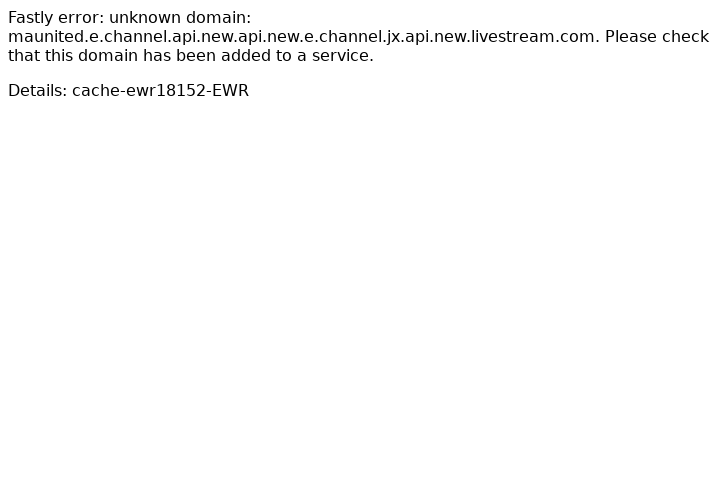 Fastly error: unknown domain:
maunited.e.channel.api.new.api.new.e.channel.jx.api.new.livestream.com. Please check
that this domain has been added to a service.
Details: cache-ewr18152-EWR